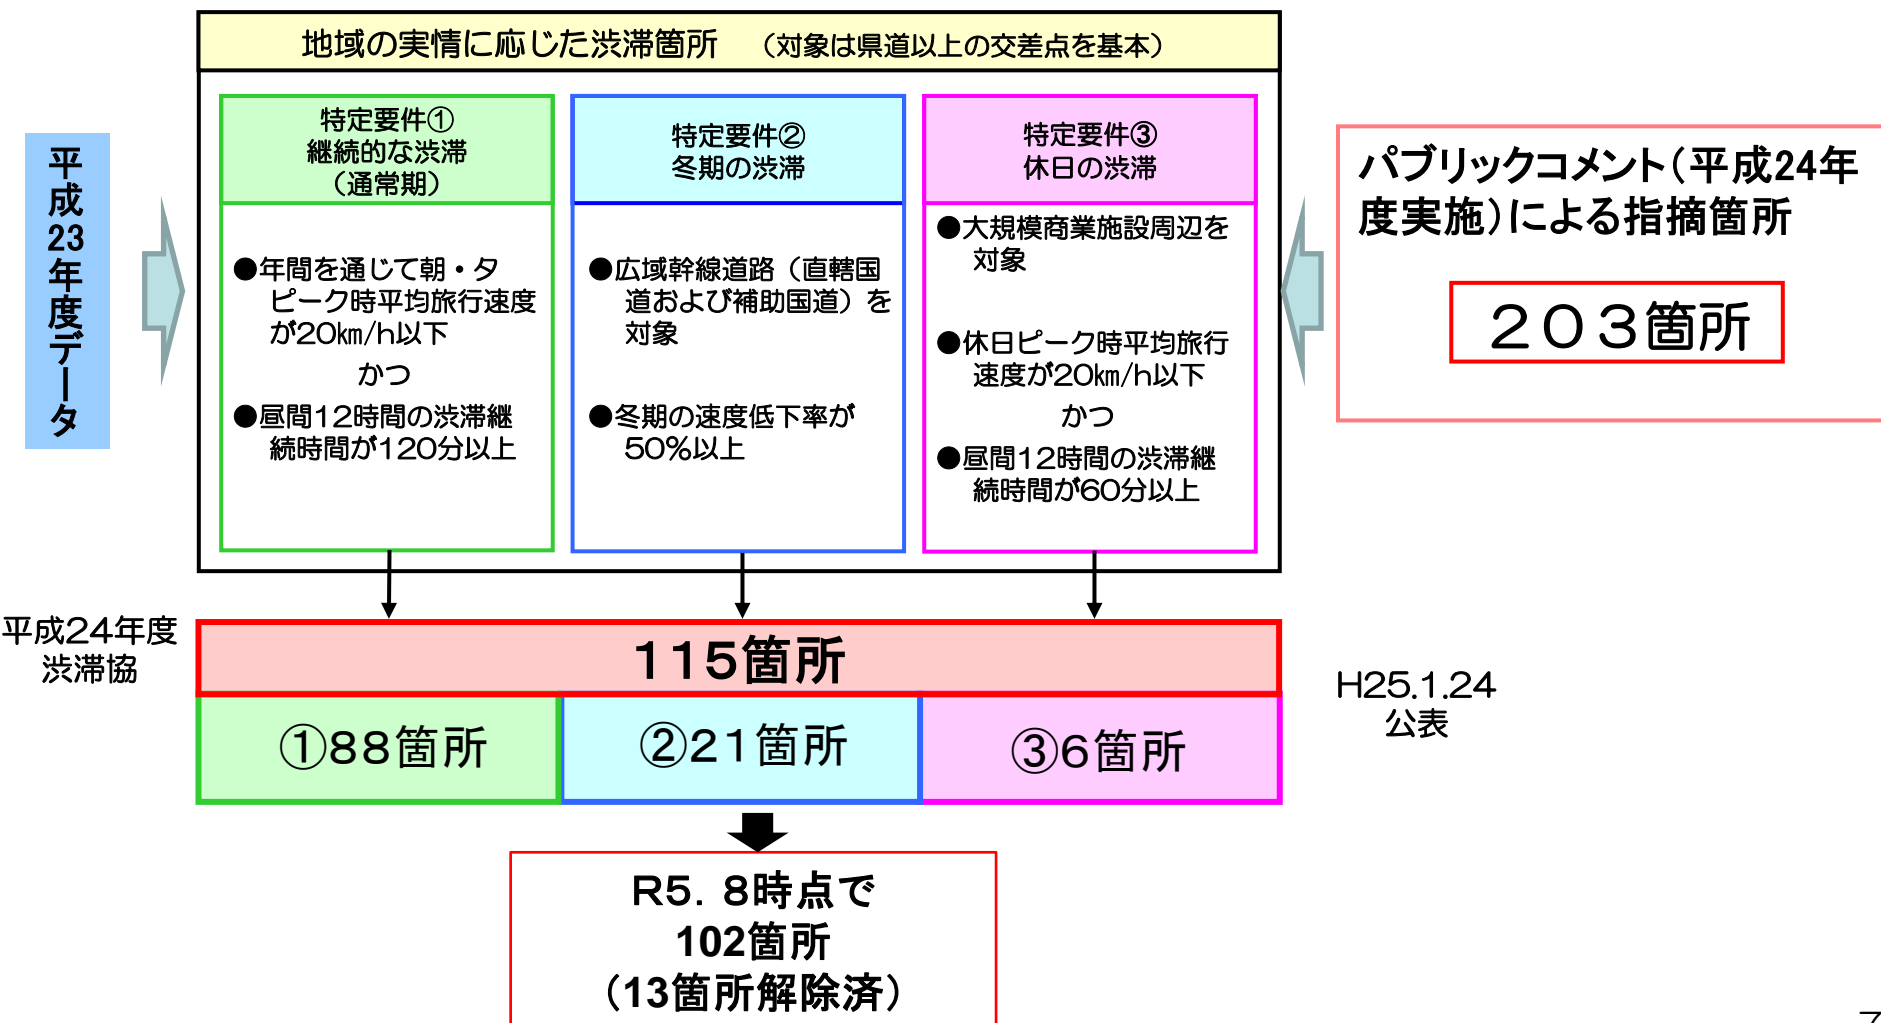 地域の実情に応じた渋滞箇所　（対象は県道以上の交差点を基本）
平成23年度データ
特定要件①
継続的な渋滞
（通常期）
●年間を通じて朝・夕
ピーク時平均旅行速度
が20㎞/h以下
かつ
●昼間12時間の渋滞継
続時間が120分以上
特定要件②
冬期の渋滞
●広域幹線道路（直轄国
道および補助国道）を
対象
●冬期の速度低下率が
50％以上
特定要件③
休日の渋滞
●大規模商業施設周辺を
対象
●休日ピーク時平均旅行
速度が20㎞/h以下
かつ
●昼間12時間の渋滞継
続時間が60分以上
パブリックコメント（平成24年
度実施）による指摘箇所
２０３箇所
平成24年度
渋滞協
115箇所
①88箇所
②21箇所
③6箇所
H25.1.24
公表
R5．8時点で
102箇所
（13箇所解除済）
7